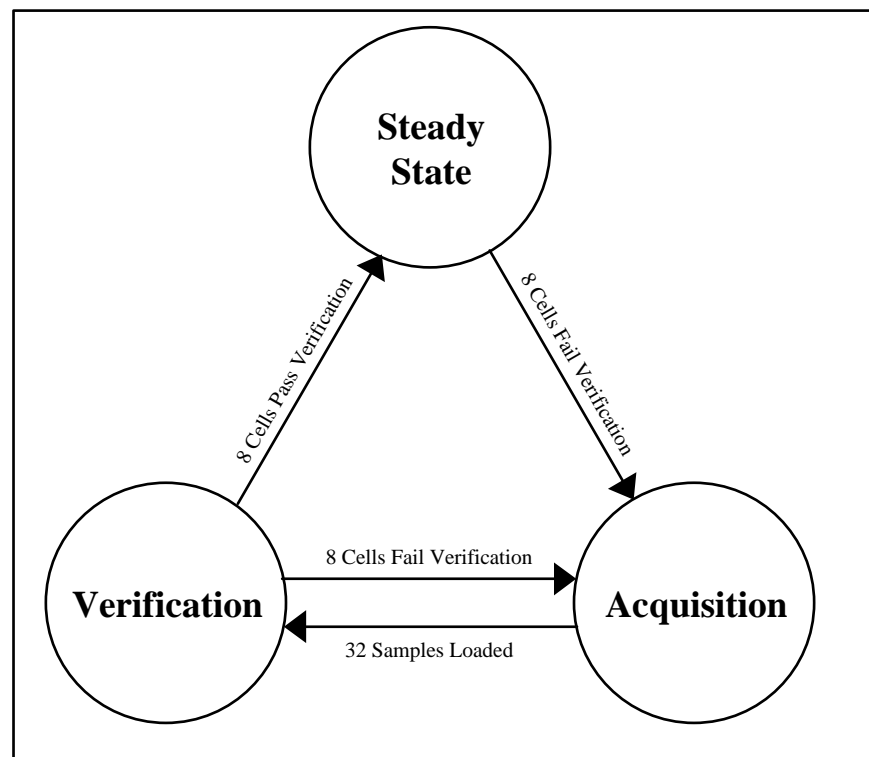 Steady
State
8 Cells Pass Verification
8 Cells Fail Verification
8 Cells Fail Verification
Verification
Acquisition
32 Samples Loaded